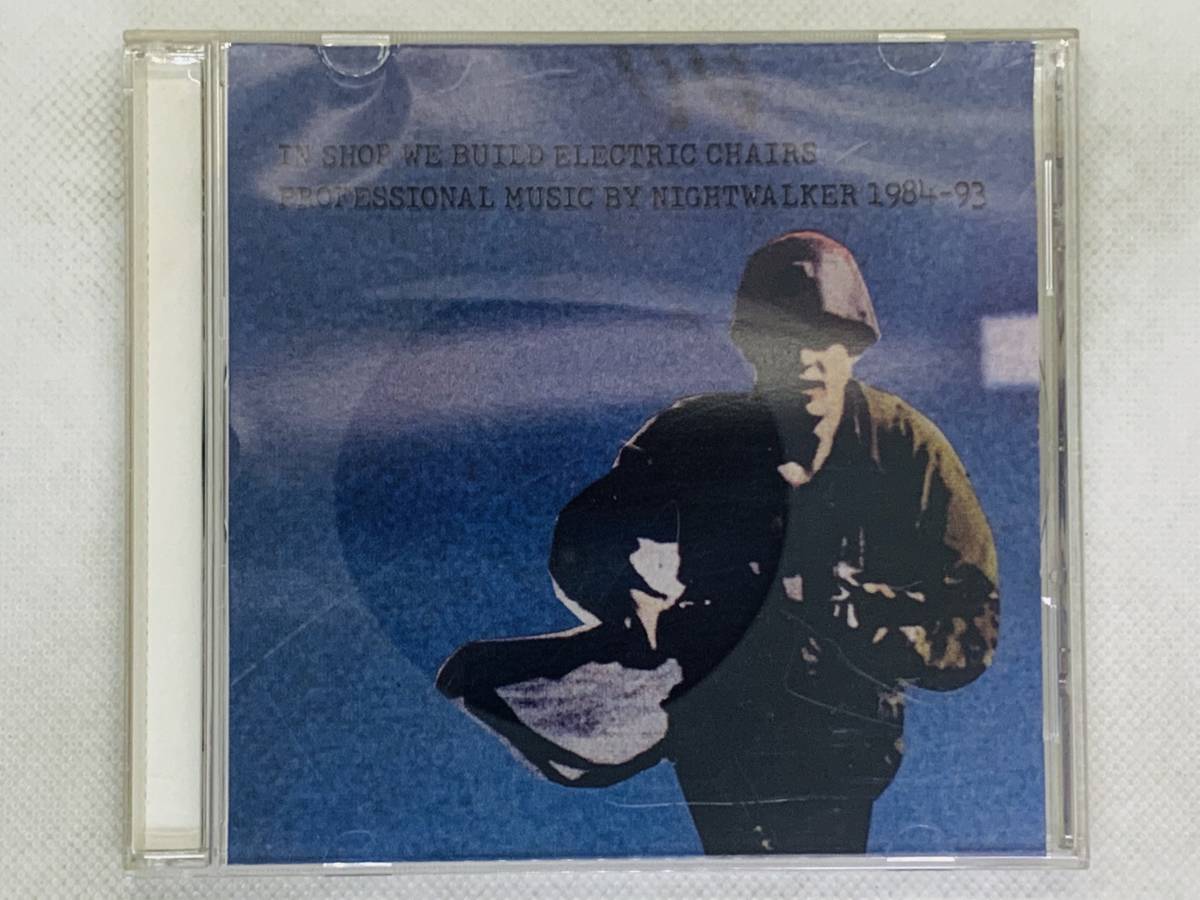 IN SHOP WE BUILD ELECTRIC CHAIRS
PROFESSIONAL MUSIC BY NIGHTWALKER 1984-93